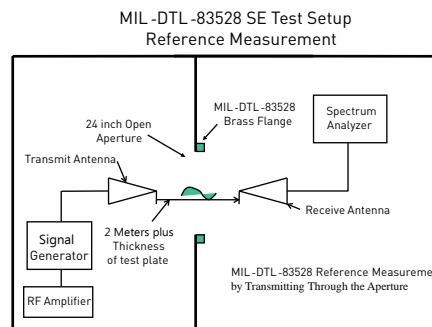 MIL-DTL-83528 SE Test Setup
Reference Measurement
24 inch Open
Aperture
MIL-DTL-83528
Brass Flange
Spectrum
Analyzer
Transmit Antenna
Signal
Generator
2 Meters plus
Thickness
of test plate
Receive Antenna
RF Amplifier
MIL-DTL-83528 Reference Measureme
by Transmitting Through the Aperture